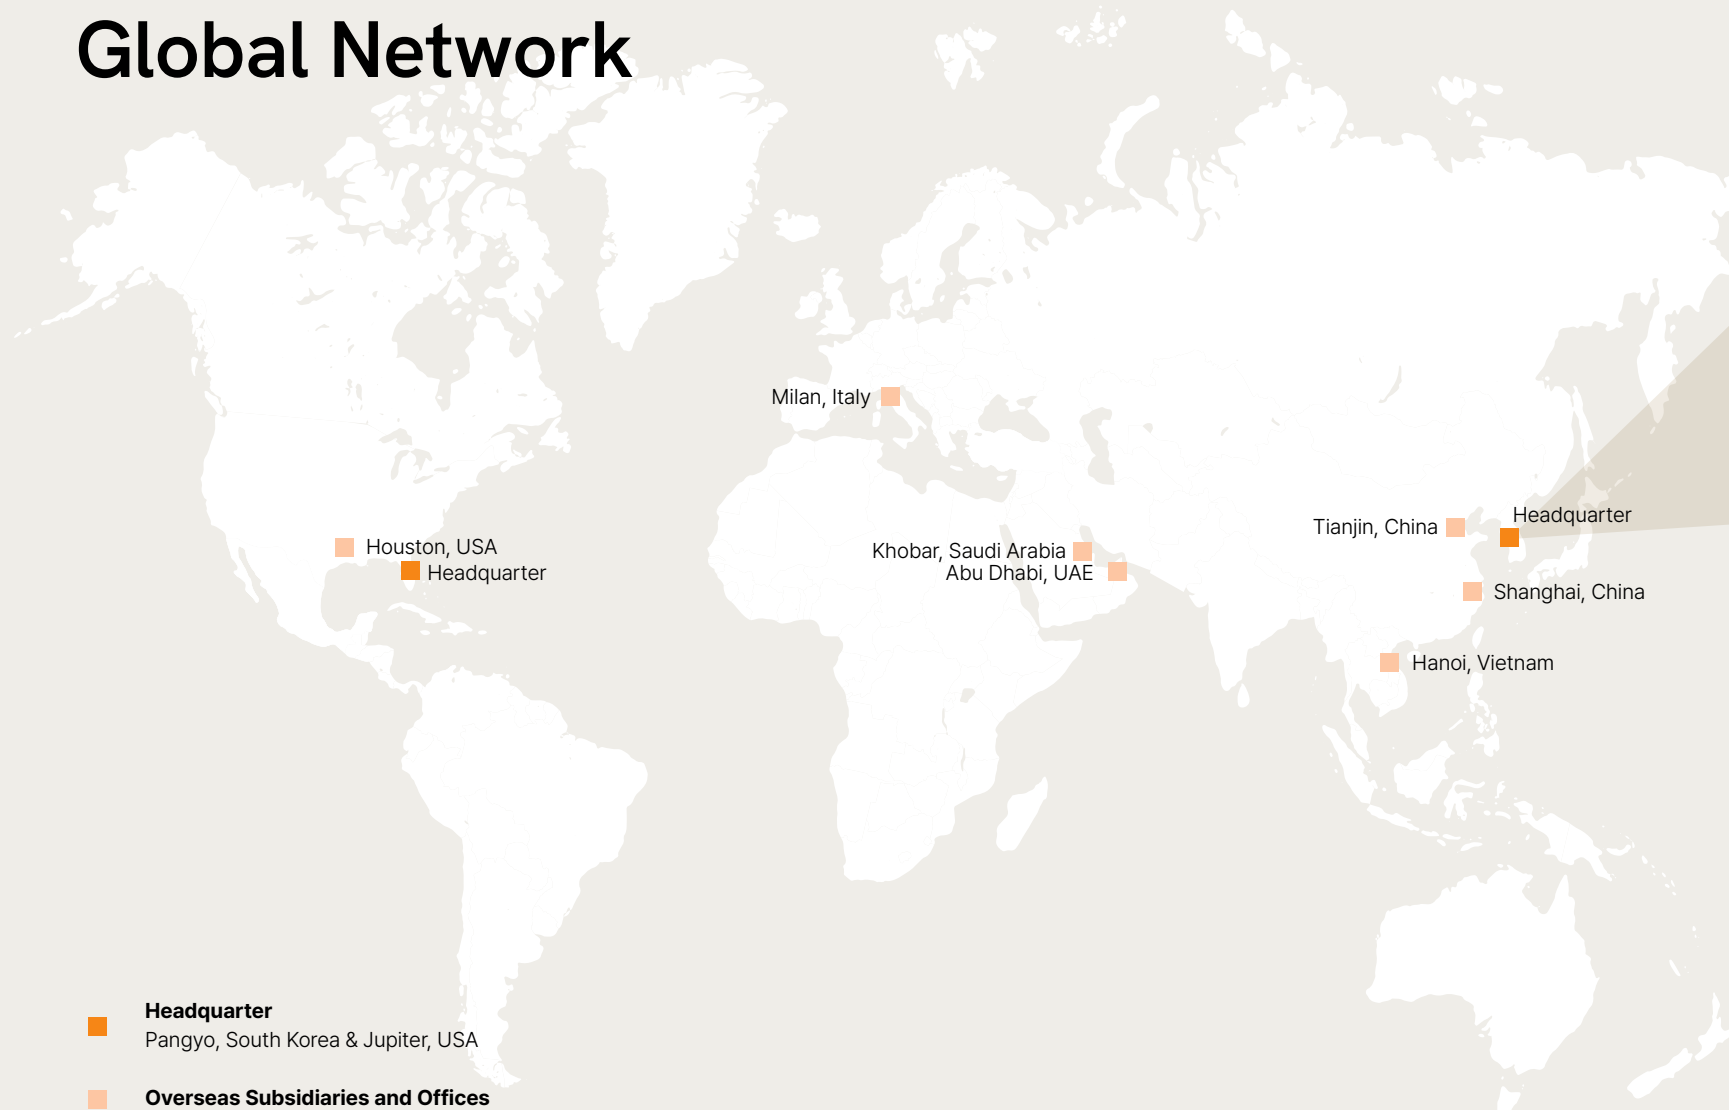 Global Network
Milan, Italy
Tianjin, China
Headquarter
Houston, USA
Headquarter
Khobar, Saudi Arabia
Abu Dhabi, UAE
Shanghai, China
Hanoi, Vietnam
Headquarter
Pangyo, South Korea & Jupiter, USA
Overseas Subsidiaries and Offices